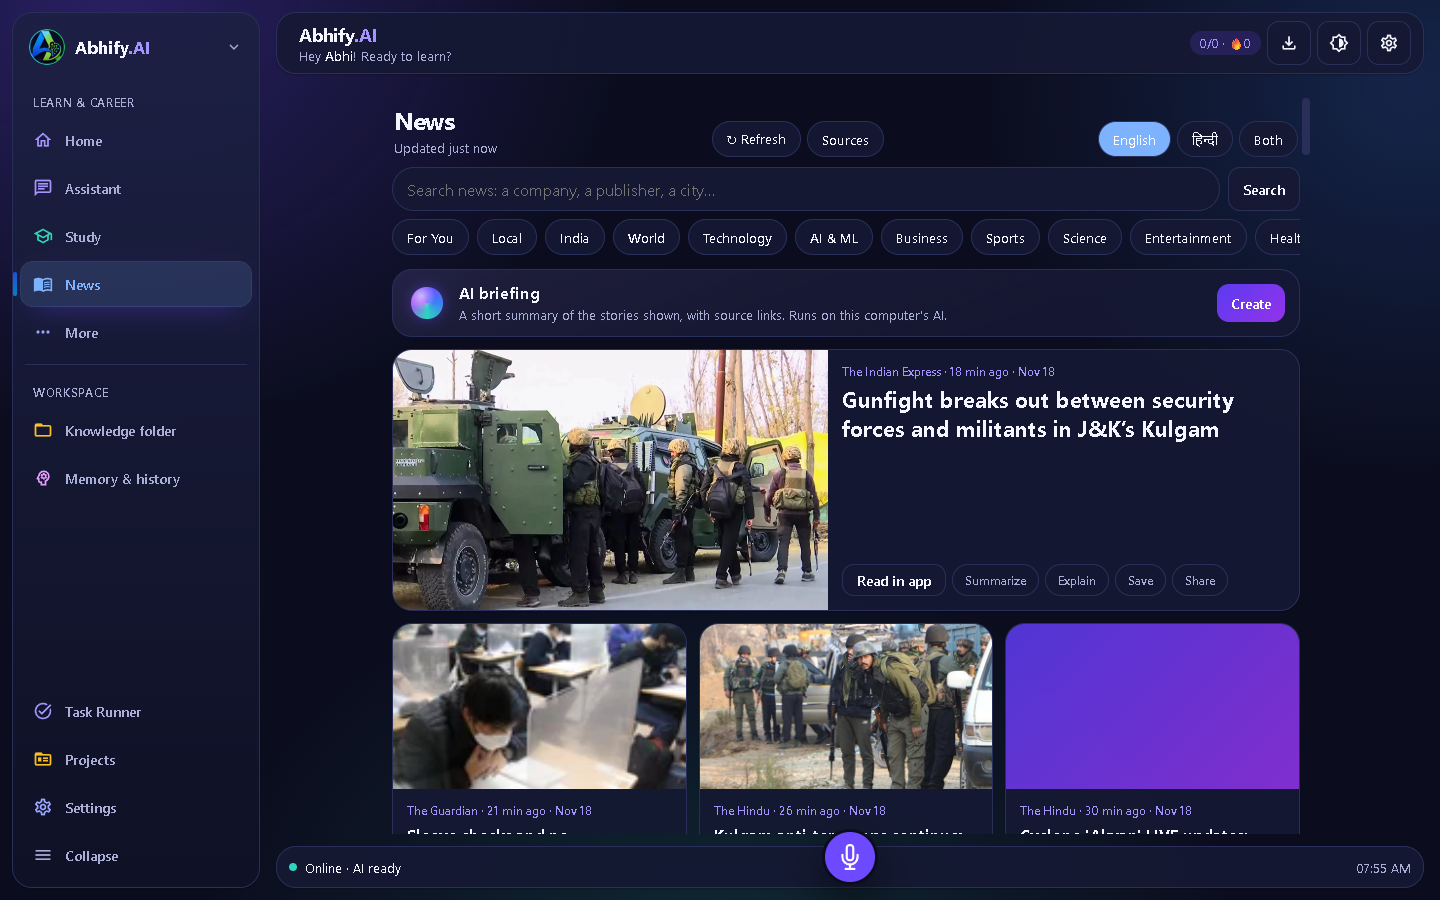 Abhify.AI
LEARN & CAREER
Home
Assistant
Study
News
More
WORKSPACE
Knowledge folder
Memory & history
Task Runner
Projects
Settings
Collapse
Abhify.AI
Hey Abhi! Ready to learn?
0/0 · 🔥0
News
Updated just now
↻ Refresh
Sources
English
हिन्दी
Both
Search news: a company, a publisher, a city...
Search
For You
Local
India
World
Technology
AI & ML
Business
Sports
Science
Entertainment
AI briefing
A short summary of the stories shown, with source links. Runs on this computer's AI.
Create
The Indian Express · 18 min ago · Nov 18
Gunfight breaks out between security
forces and militants in J&K’s Kulgam
Read in app
Summarize
Explain
Save
Share
The Guardian · 21 min ago · Nov 18
The Hindu · 26 min ago · Nov 18
The Hindu · 30 min ago · Nov 18
Online · AI ready
07:55 AM